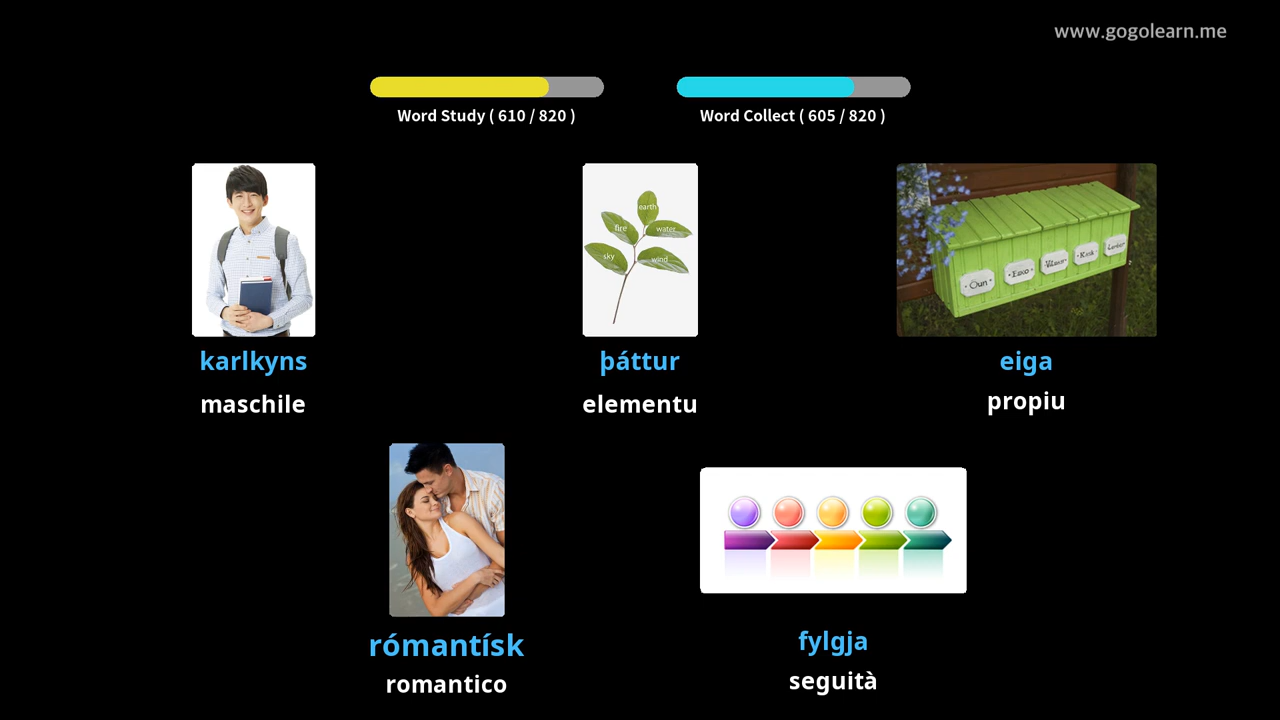 www.gogolearn.me
Word Study ( 610 / 820 )
Word Collect ( 605 / 820 )
earth
fire
water
sky
wind
Oun
karlkyns
maschile
þáttur
elementu
eiga
propiu
rómantísk
romantico
fylgja
seguità